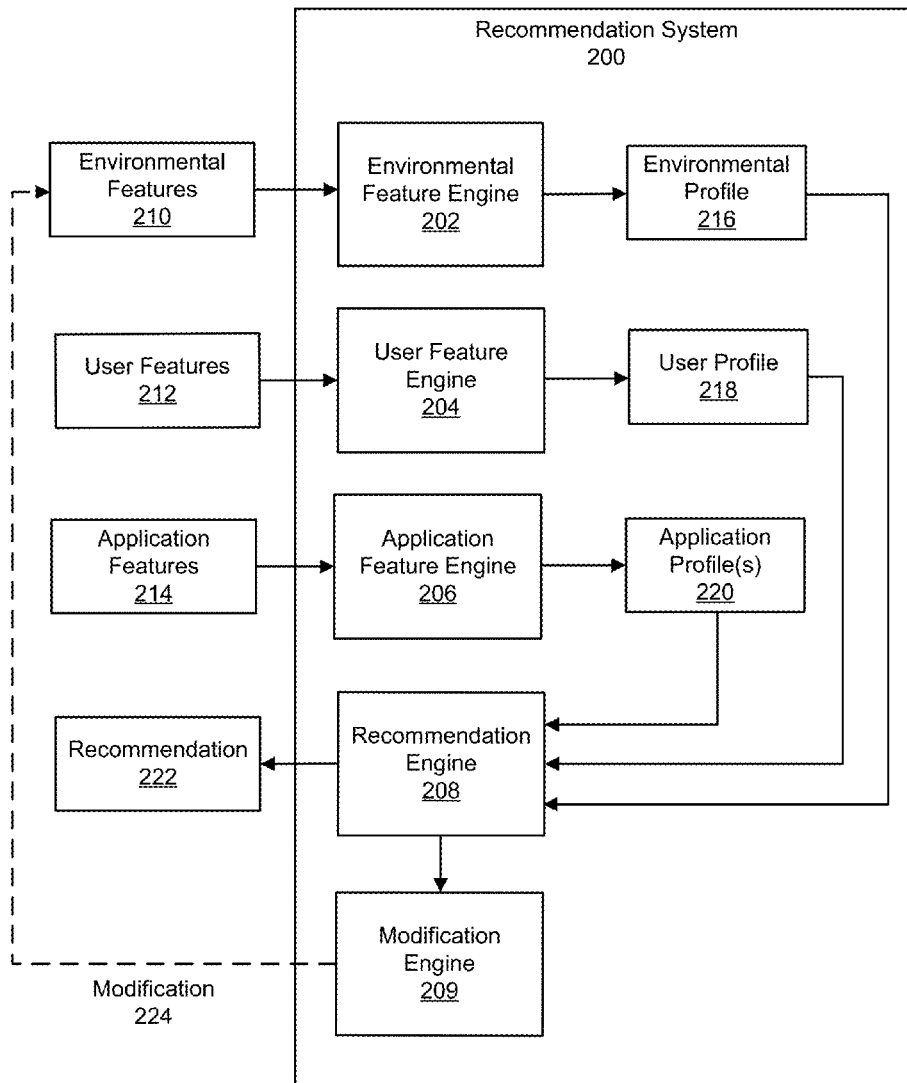 Recommendation System
200
Environmental
Features
210
Environmental
Feature Engine
202
Environmental
Profile
216
User Features
212
User Feature
Engine
204
User Profile
218
Application
Features
214
Application
Feature Engine
206
Application
Profile(s)
220
Recommendation
222
Recommendation
Engine
208
Modification
Engine
209
Modification
224